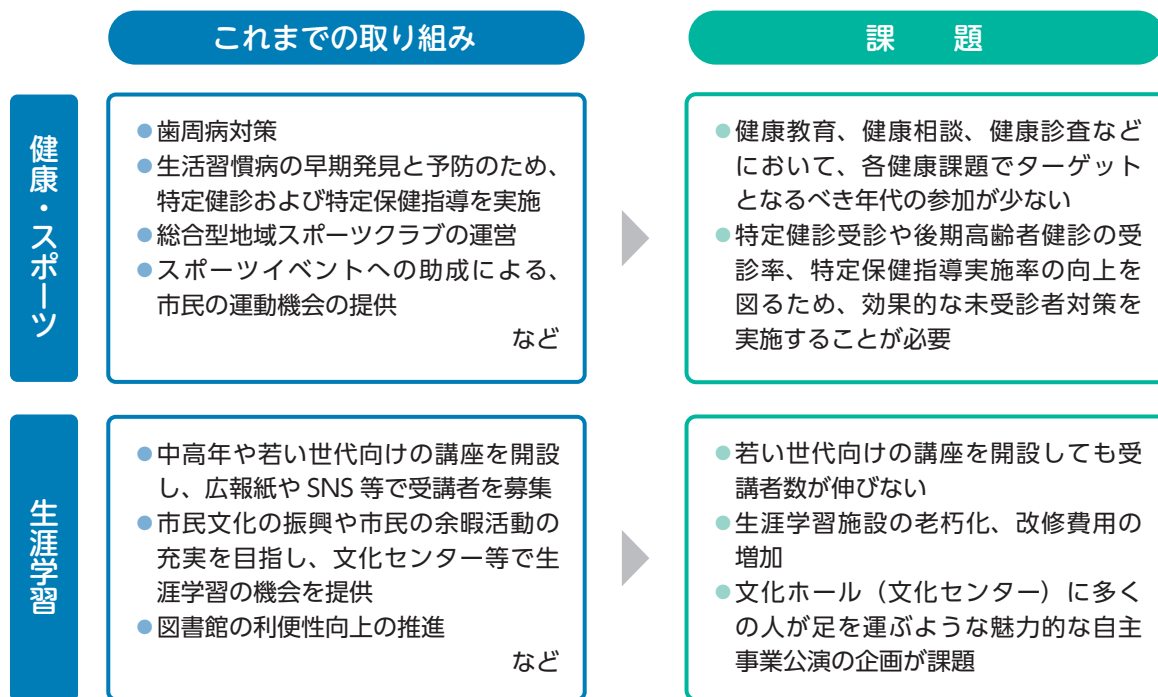 これまでの取り組み
課　題
健康・スポーツ
●歯周病対策
●生活習慣病の早期発見と予防のため、
特定健診および特定保健指導を実施
●総合型地域スポーツクラブの運営
●スポーツイベントへの助成による、
市民の運動機会の提供
など
●健康教育、健康相談、健康診査など
において、各健康課題でターゲット
となるべき年代の参加が少ない
●特定健診受診や後期高齢者健診の受
診率、特定保健指導実施率の向上を
図るため、効果的な未受診者対策を
実施することが必要
生涯学習
●中高年や若い世代向けの講座を開設
し、広報紙や SNS 等で受講者を募集
●市民文化の振興や市民の余暇活動の
充実を目指し、文化センター等で生
涯学習の機会を提供
●図書館の利便性向上の推進
など
●若い世代向けの講座を開設しても受
講者数が伸びない
●生涯学習施設の老朽化、改修費用の
増加
●文化ホール（文化センター）に多く
の人が足を運ぶような魅力的な自主
事業公演の企画が課題